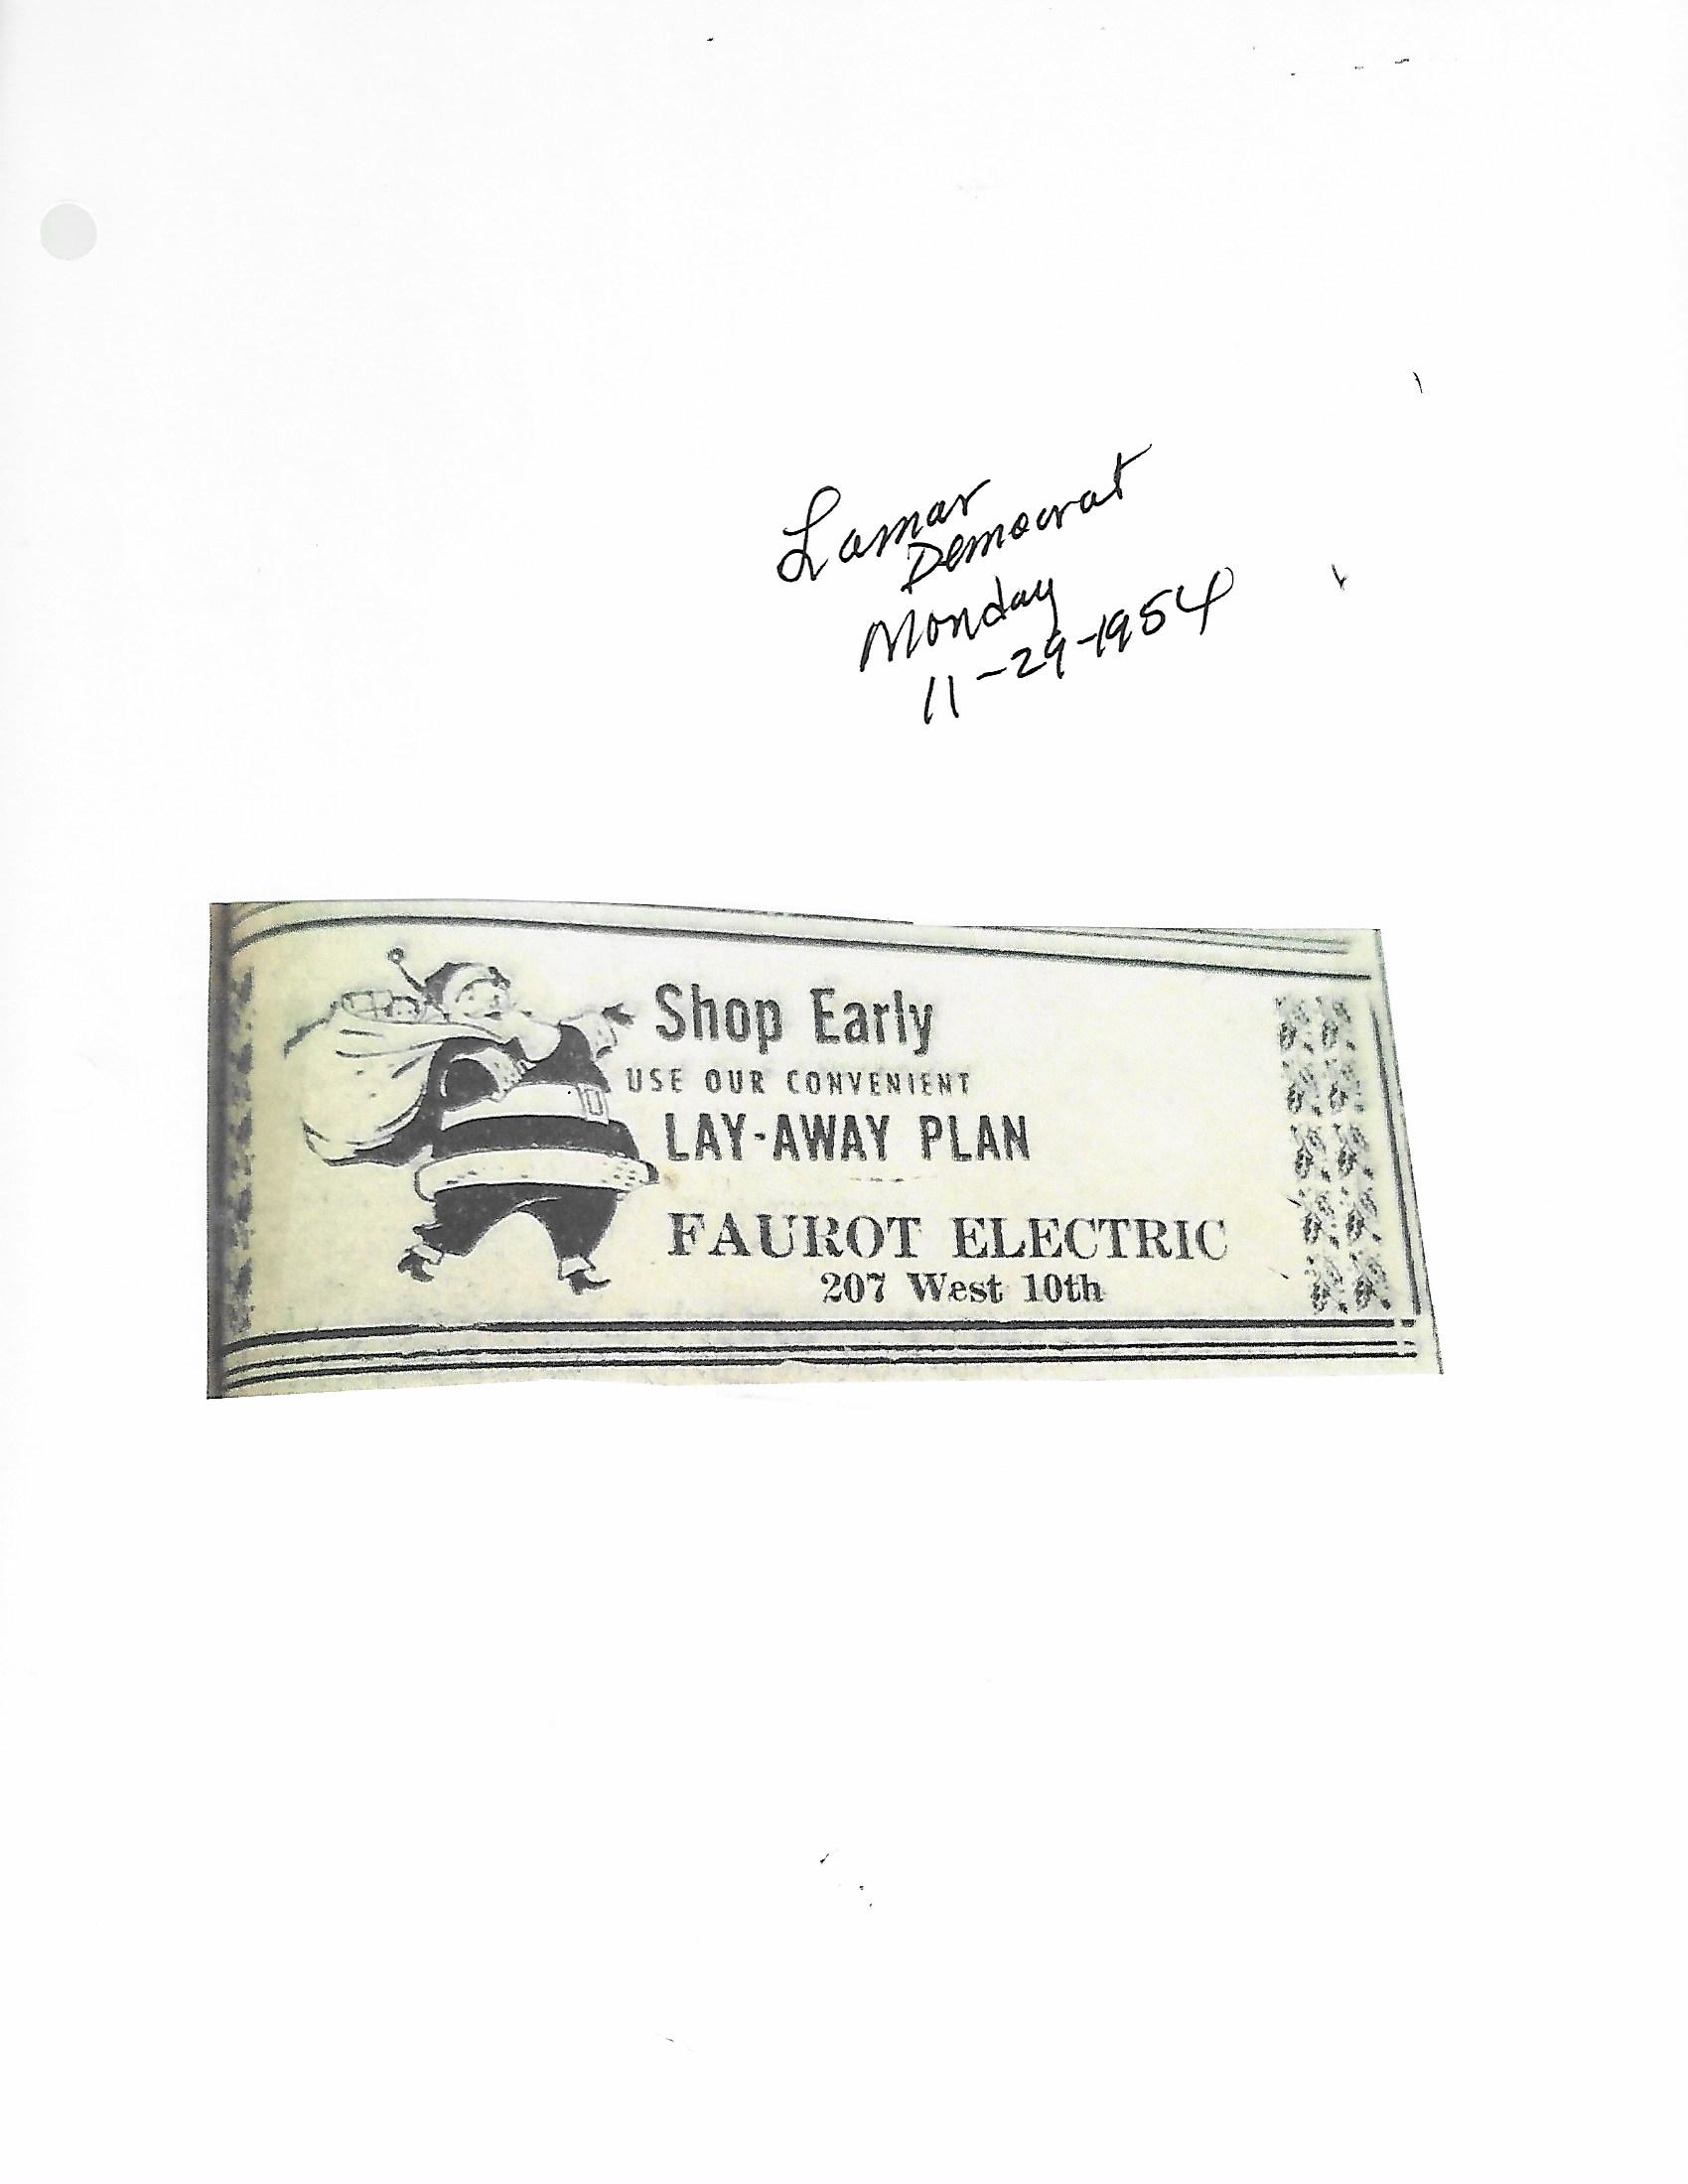 Lamar
Democrat
Monday
11-29-1954
Shop Early
USE OUR CONVENIENT
LAY-AWAY PLAN
FAUROT ELECTRIC
207 West 10th